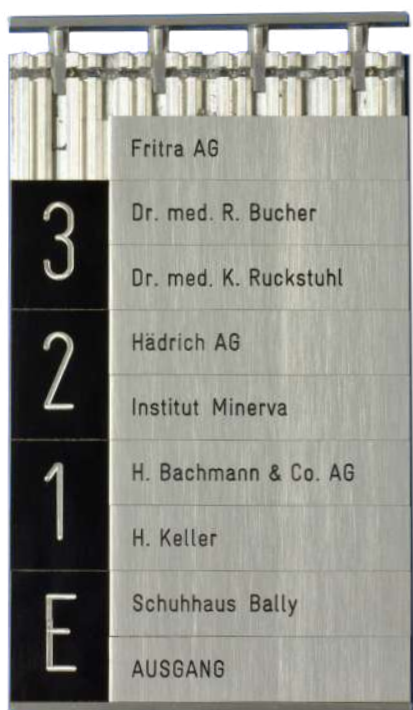 Fritra AG
3
Dr. med. R. Bucher
Dr. med. K. Ruckstuhl
2
Hädrich AG
Institut Minerva
1
H. Bachmann & Co. AG
H. Keller
E
Schuhhaus Bally
AUSGANG